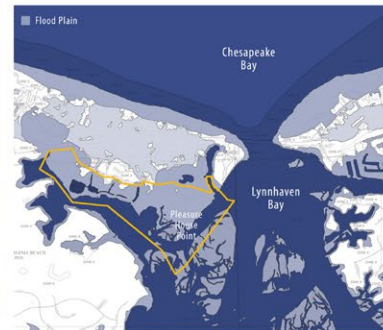 Flood Plain
Chesapeake
Bay
Lynnhaven
Bay
Pleasure
House
Point